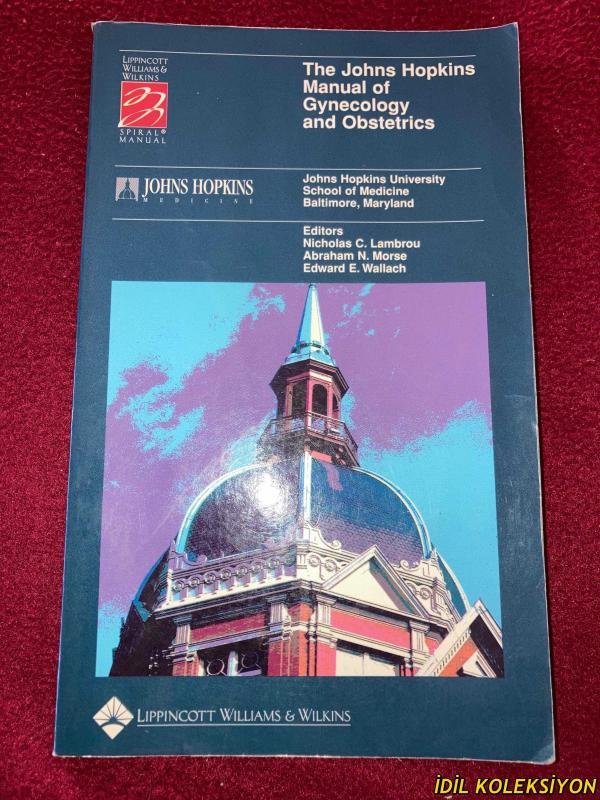 LIPPINCOTT
WILLIAMS &
WILKINS
SPIRAL® 
MANUAL
The Johns Hopkins
Manual of
Gynecology
and Obstetrics
JOHNS HOPKINS
MEDICINE
Johns Hopkins University
School of Medicine
Baltimore, Maryland
Editors
Nicholas C. Lambrou
Abraham N. Morse
Edward E. Wallach
LIPPINCOTT WILLIAMS & WILKINS
İDİL KOLEKSİYON